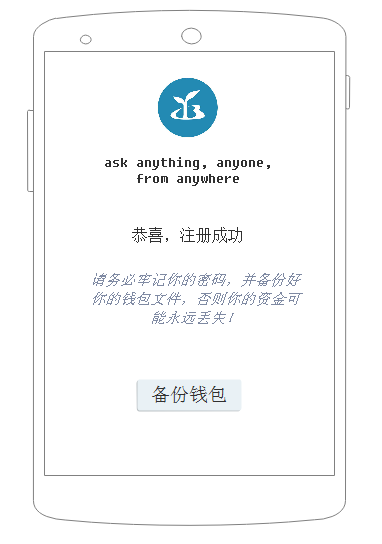 ask anything, anyone,
from anywhere
恭喜，注册成功
请务必牢记你的密码，并备份好
你的钱包文件，否则你的资金可
能永远丢失！
备份钱包